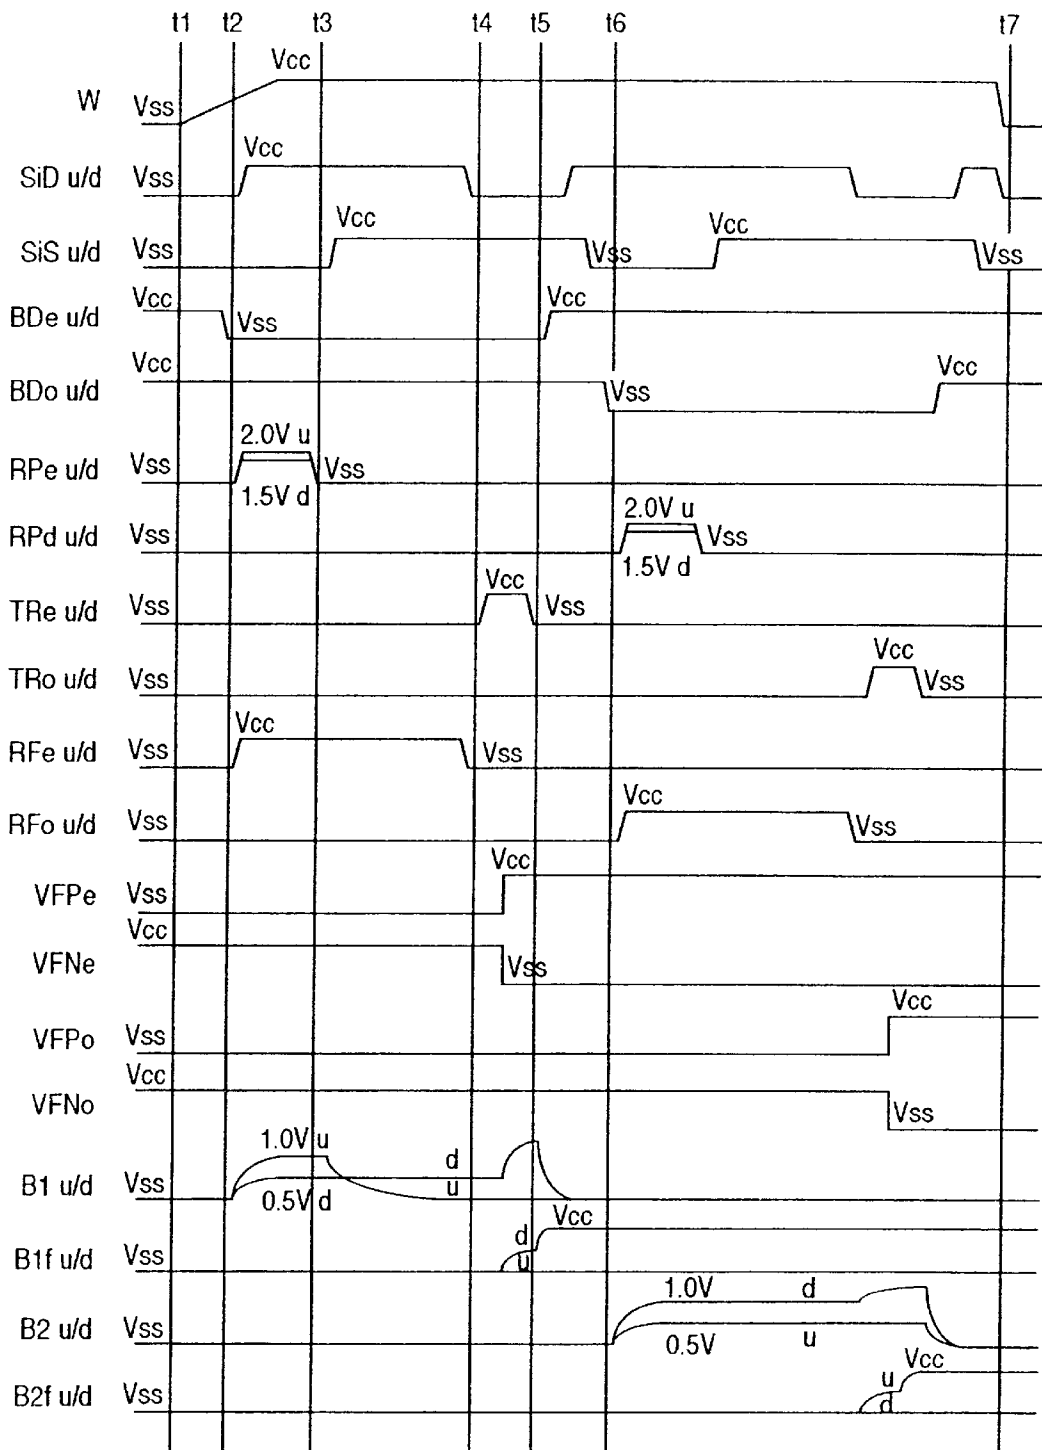 t1 t2 t3 t4 t5 t6 t7
Vcc
W Vss
Vcc
SiD u/d Vss
Vcc Vcc
SiS u/d Vss Vss Vss
Vcc Vcc
BDe u/d Vss
Vcc Vcc
BDo u/d Vss
2.0V u
RPe u/d Vss Vss
1.5V d
2.0V u
RPd u/d Vss Vss
1.5V d
Vcc
TRe u/d Vss Vss
Vcc
TRo u/d Vss Vss
Vcc
RFe u/d Vss Vss
Vcc
RFo u/d Vss Vss
Vcc
VFPe Vss
Vcc
VFNe Vss
Vcc
VFPo Vss
Vcc
VFNo Vss
1.0V u d
B1 u/d Vss u
0.5V d
Vcc
d
B1f u/d Vss u
1.0V d
B2 u/d Vss 0.5V u
Vcc
u
B2f u/d Vss d